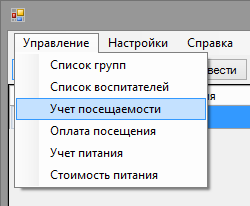 Управление Настройки Справка
Список групп
Список воспитателей
Учет посещаемости
Оплата посещения
Учет питания
Стоимость питания